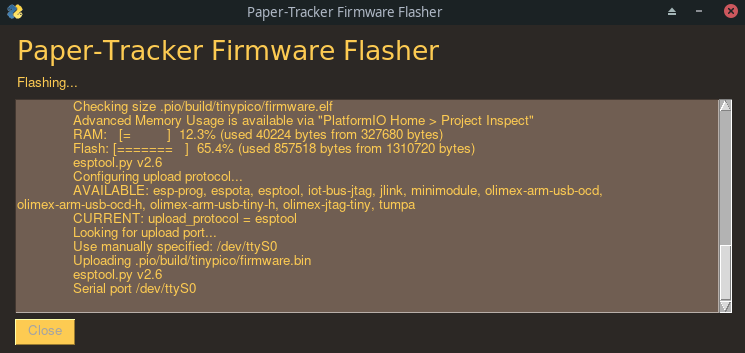 Paper-Tracker Firmware Flasher
Paper-Tracker Firmware Flasher
Flashing...
Checking size .pio/build/tinypico/firmware.elf
Advanced Memory Usage is available via "PlatformIO Home > Project Inspect"
RAM:   [=         ]  12.3% (used 40224 bytes from 327680 bytes)
Flash: [=======   ]  65.4% (used 857518 bytes from 1310720 bytes)
esptool.py v2.6
Configuring upload protocol...
AVAILABLE: esp-prog, espota, esptool, iot-bus-jtag, jlink, minimodule, olimex-arm-usb-ocd,
olimex-arm-usb-ocd-h, olimex-arm-usb-tiny-h, olimex-jtag-tiny, tumpa
CURRENT: upload_protocol = esptool
Looking for upload port...
Use manually specified: /dev/ttyS0
Uploading .pio/build/tinypico/firmware.bin
esptool.py v2.6
Serial port /dev/ttyS0
Close